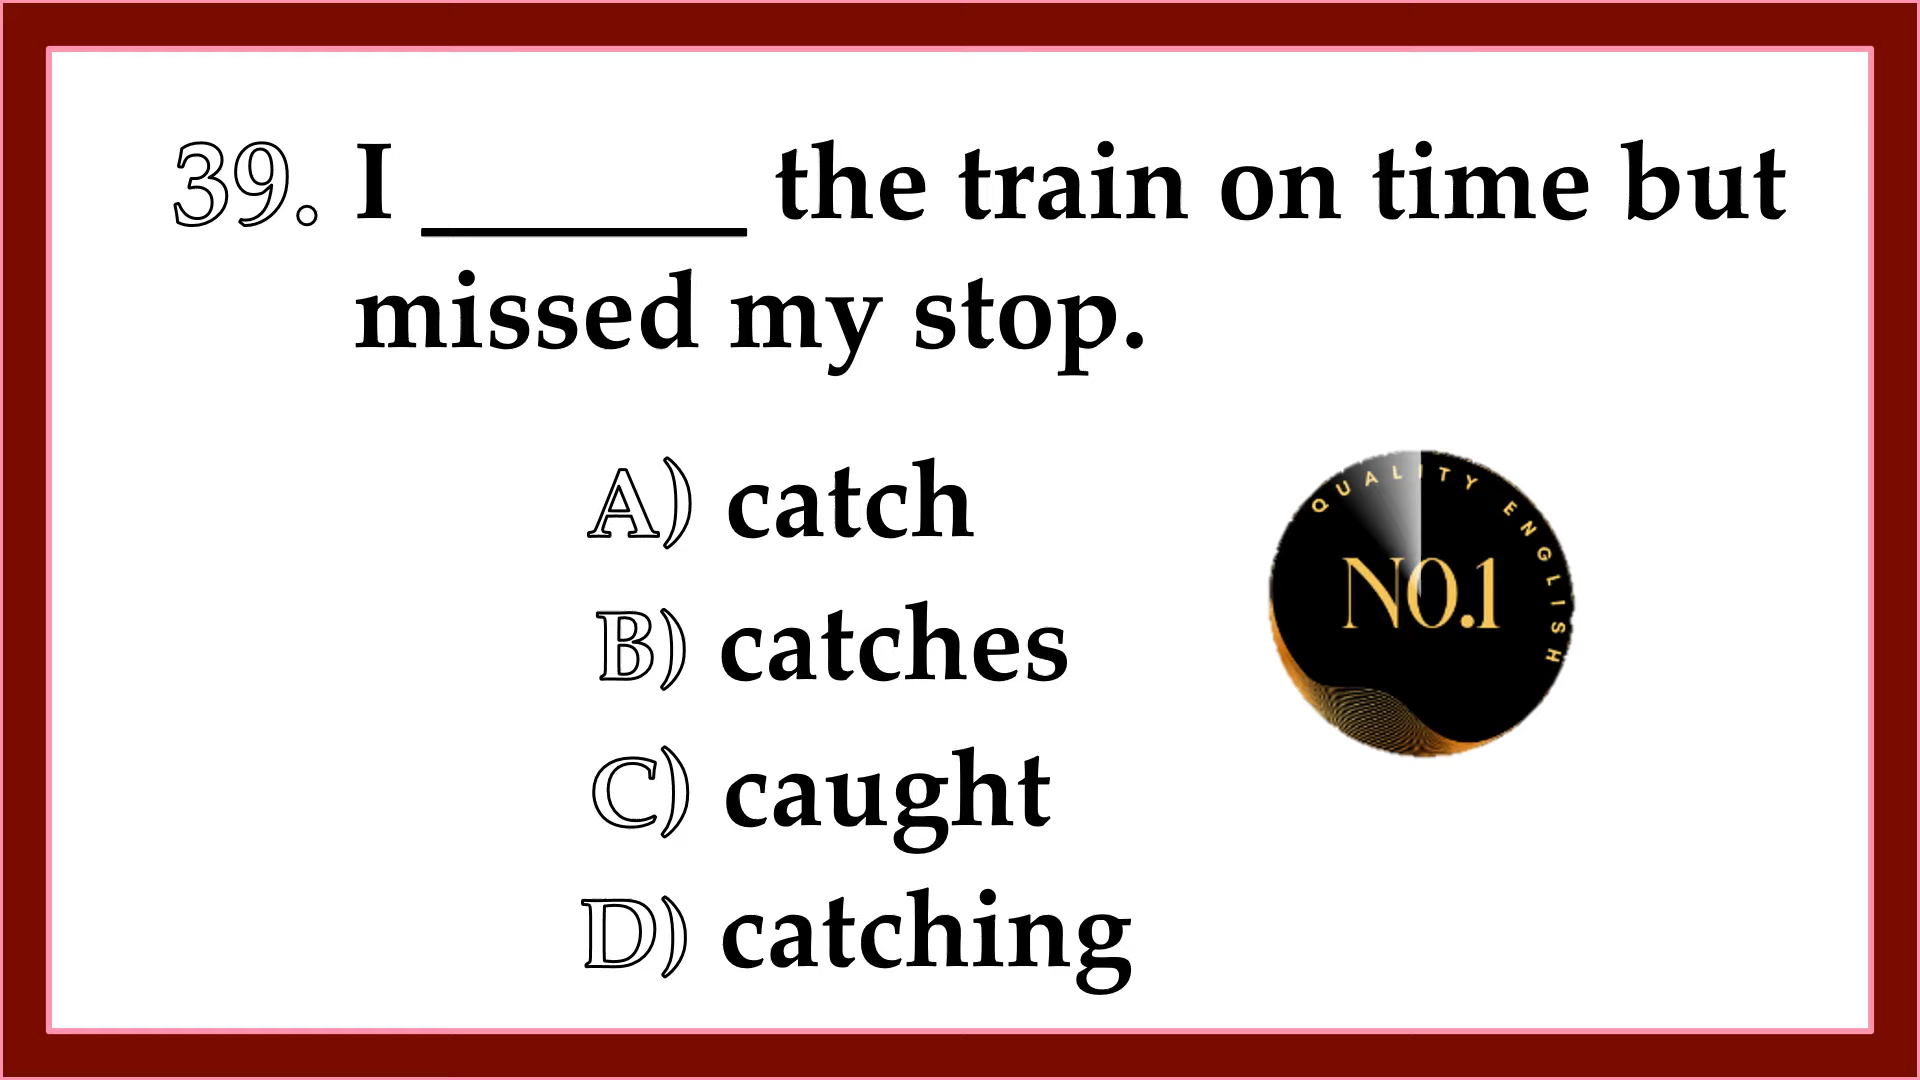 39. I ______ the train on time but
missed my stop.
A) catch
B) catches
C) caught
D) catching
QUALITY ENGLISH
NO.1